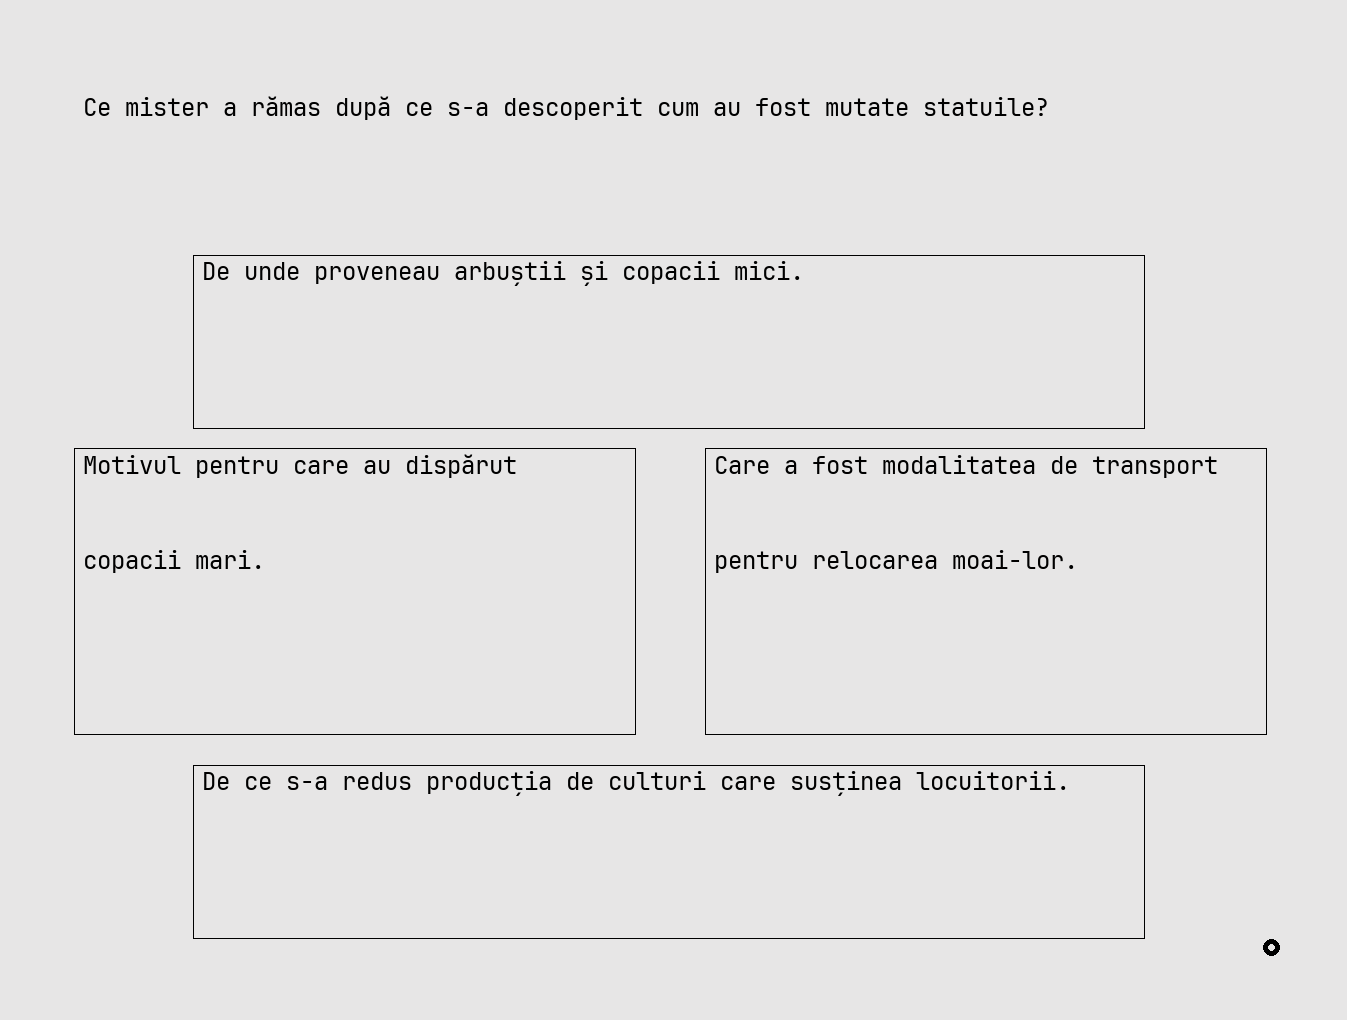 Ce mister a rămas după ce s-a descoperit cum au fost mutate statuile?
De unde proveneau arbuștii și copacii mici.
Motivul pentru care au dispărut
copacii mari.
Care a fost modalitatea de transport
pentru relocarea moai-lor.
De ce s-a redus producția de culturi care susținea locuitorii.